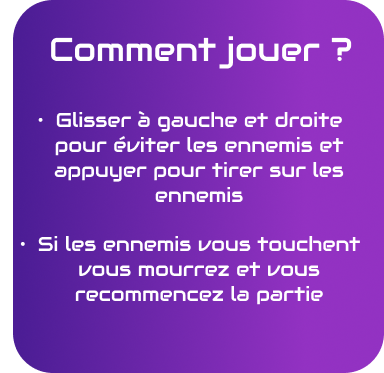 Comment jouer ?
• Glisser à gauche et droite
pour éviter les ennemis et
appuyer pour tirer sur les
ennemis
• Si les ennemis vous touchent
vous mourrez et vous
recommencez la partie